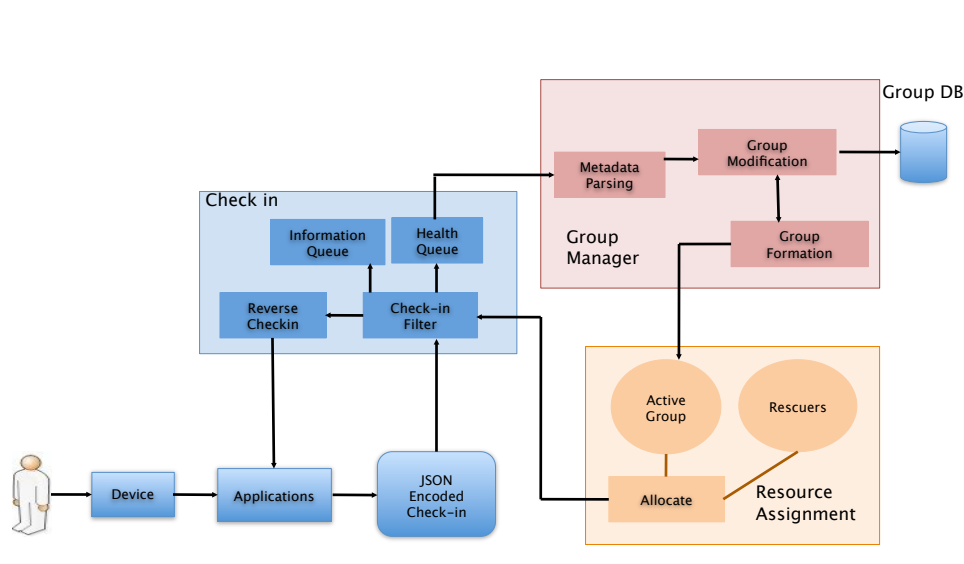 Group DB
Group
Modification
Metadata
Parsing
Check in
Information
Queue
Health
Queue
Group
Manager
Group
Formation
Reverse
Checkin
Check-in
Filter
Active
Group
Rescuers
Device
Applications
JSON
Encoded
Check-in
Allocate
Resource
Assignment